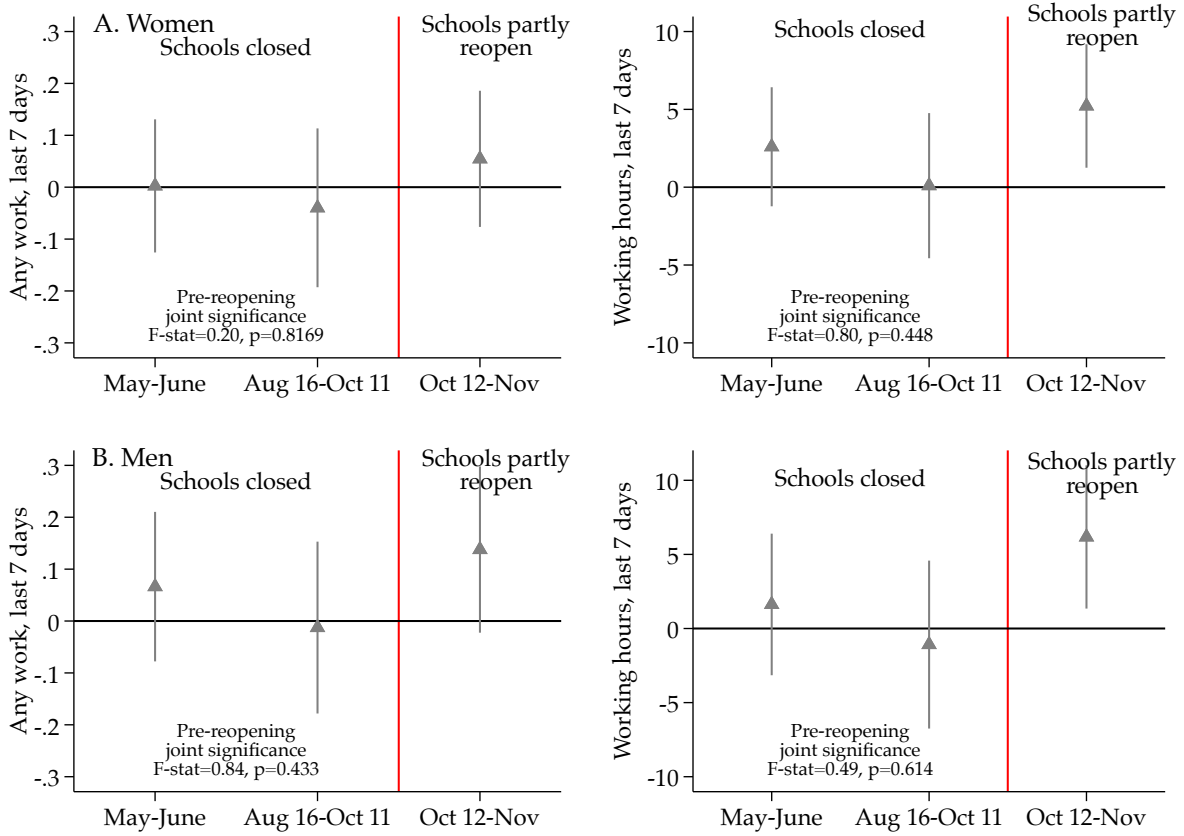 A. Women
Schools closed
Schools partly
reopen
Any work, last 7 days
.3
.2
.1
0
-.1
-.2
-.3
Pre-reopening
joint significance
F-stat=0.20, p=0.8169
May-June
Aug 16-Oct 11
Oct 12-Nov
Schools closed
Schools partly
reopen
Working hours, last 7 days
10
5
0
-5
-10
Pre-reopening
joint significance
F-stat=0.80, p=0.448
May-June
Aug 16-Oct 11
Oct 12-Nov
B. Men
Schools closed
Schools partly
reopen
Any work, last 7 days
.3
.2
.1
0
-.1
-.2
-.3
Pre-reopening
joint significance
F-stat=0.84, p=0.433
May-June
Aug 16-Oct 11
Oct 12-Nov
Schools closed
Schools partly
reopen
Working hours, last 7 days
10
5
0
-5
-10
Pre-reopening
joint significance
F-stat=0.49, p=0.614
May-June
Aug 16-Oct 11
Oct 12-Nov